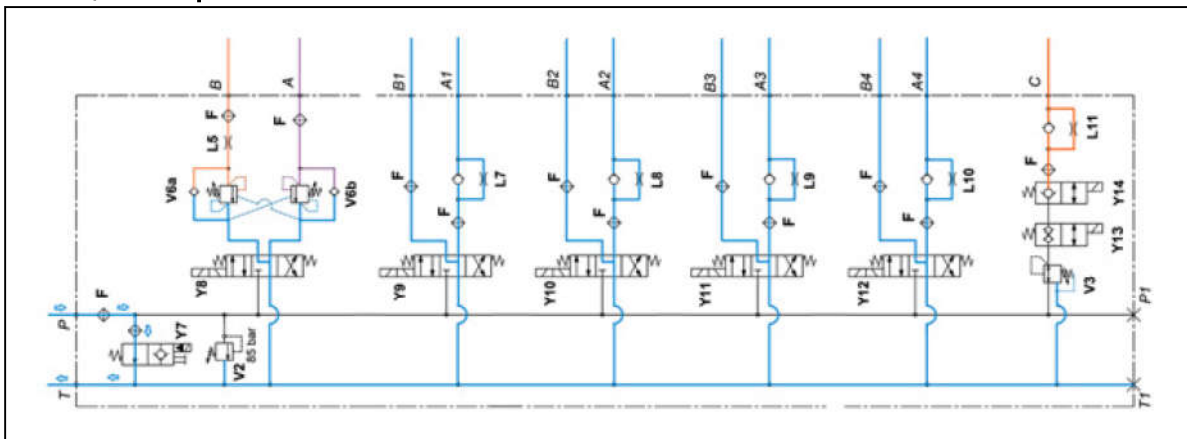 B
A
B1
A1
B2
A2
B3
A3
B4
A4
C
F
L5
F
V6a
V6b
F
F
L7
F
F
L8
F
F
L9
F
F
L10
F
L11
Y14
Y13
V3
Y8
Y9
Y10
Y11
Y12
P
F
Y7
V2
85 bar
P1
T
T1